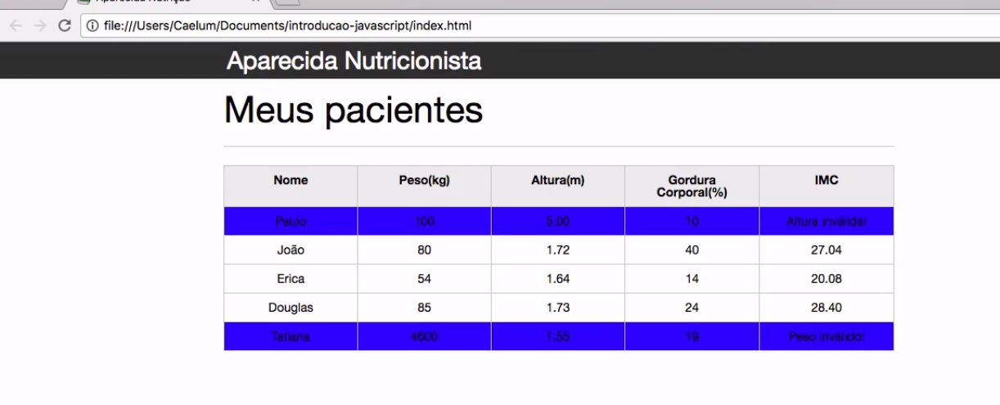 file:///Users/Caelum/Documents/introducao-javascript/index.html
Aparecida Nutricionista
Meus pacientes
Nome Peso(kg) Altura(m) Gordura Corporal(%) IMC
Paulo 100 5.00 10 Altura inválida!
João 80 1.72 40 27.04
Erica 54 1.64 14 20.08
Douglas 85 1.73 24 28.40
Tatiana 4600 1.55 19 Peso inválido!